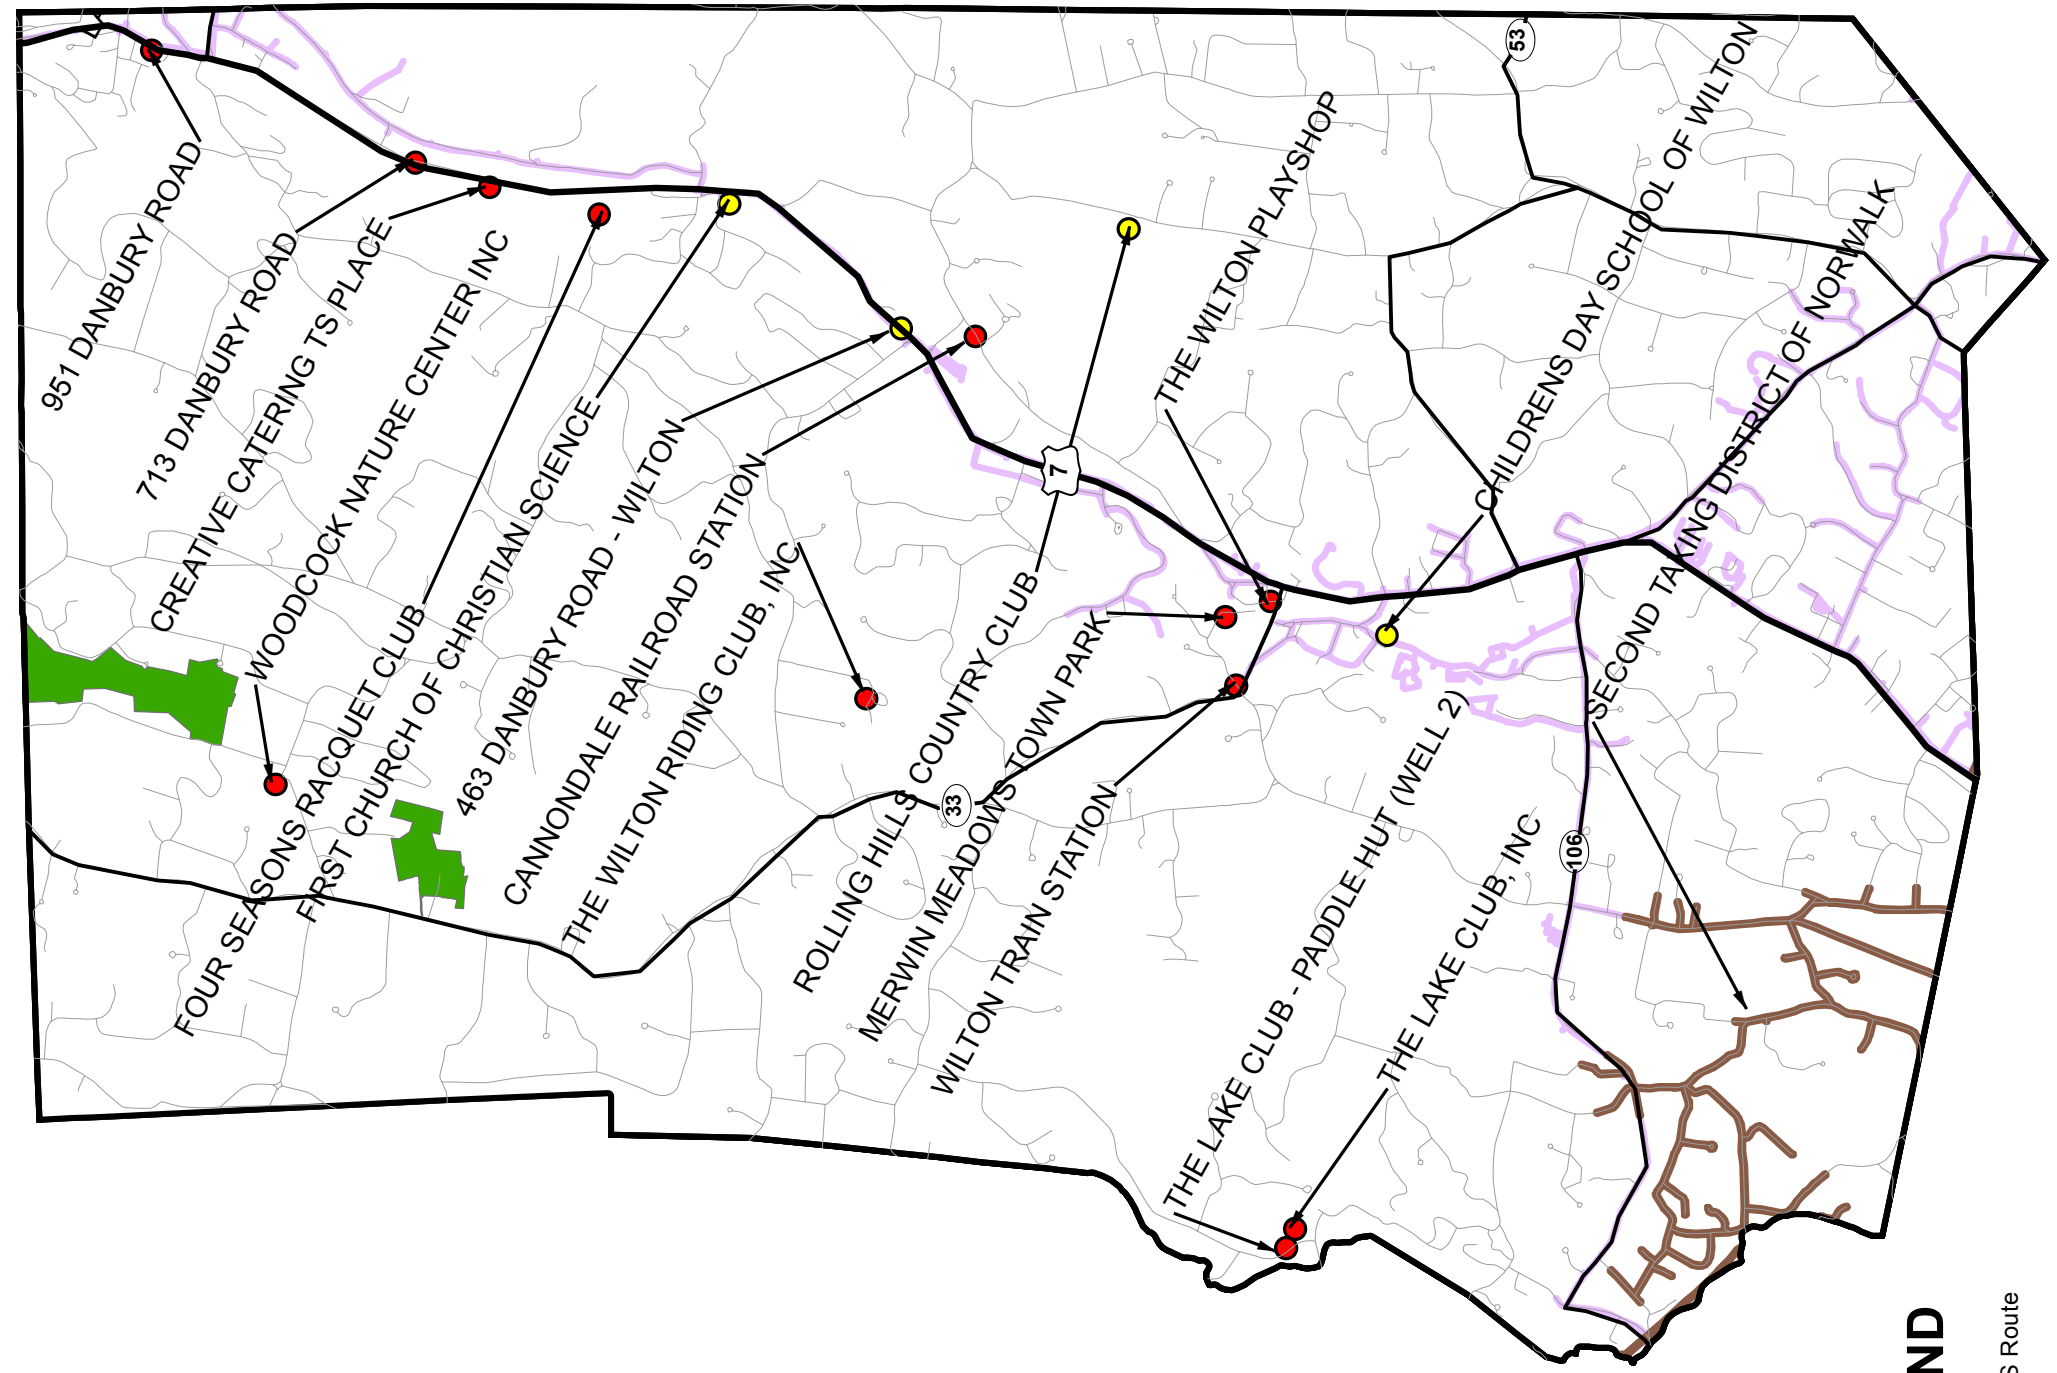 951 DANBURY ROAD
713 DANBURY ROAD
CREATIVE CATERING TS PLACE
WOODCOCK NATURE CENTER INC
FOUR SEASONS RACQUET CLUB
FIRST CHURCH OF CHRISTIAN SCIENCE
463 DANBURY ROAD - WILTON
CANNONDALE RAILROAD STATION
THE WILTON RIDING CLUB, INC
ROLLING HILLS COUNTRY CLUB
MERWIN MEADOWS TOWN PARK
WILTON TRAIN STATION
THE WILTON PLAYSHOP
THE LAKE CLUB - PADDLE HUT (WELL 2)
THE LAKE CLUB, INC
CHILDRENS DAY SCHOOL OF WILTON
SECOND TAKING DISTRICT OF NORWALK
7
33
53
106
ND
S Route